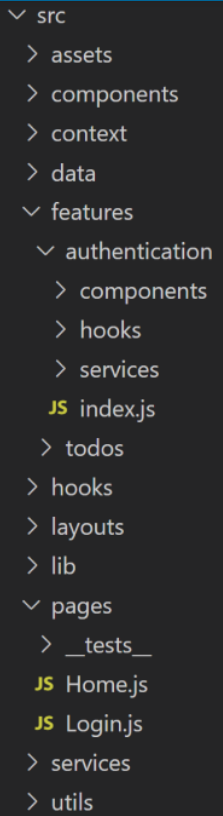 src
assets
components
context
data
features
authentication
components
hooks
services
JS index.js
todos
hooks
layouts
lib
pages
__tests__
JS Home.js
JS Login.js
services
utils